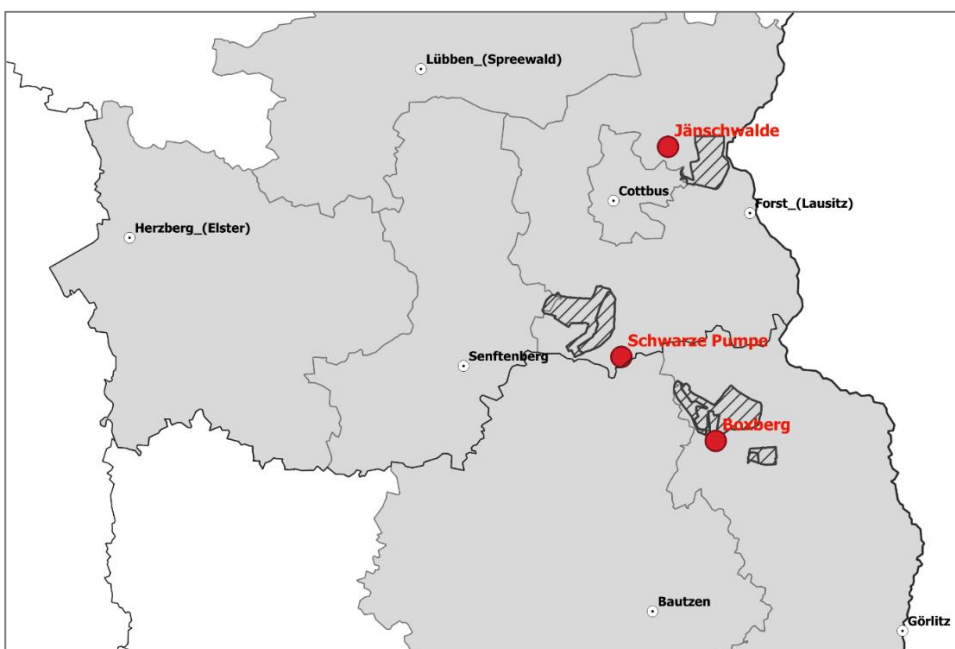 Lübben_(Spreewald)
Jänschwalde
Cottbus
Forst_(Lausitz)
Herzberg_(Elster)
Schwarze Pumpe
Senftenberg
Boxberg
Bautzen
Görlitz